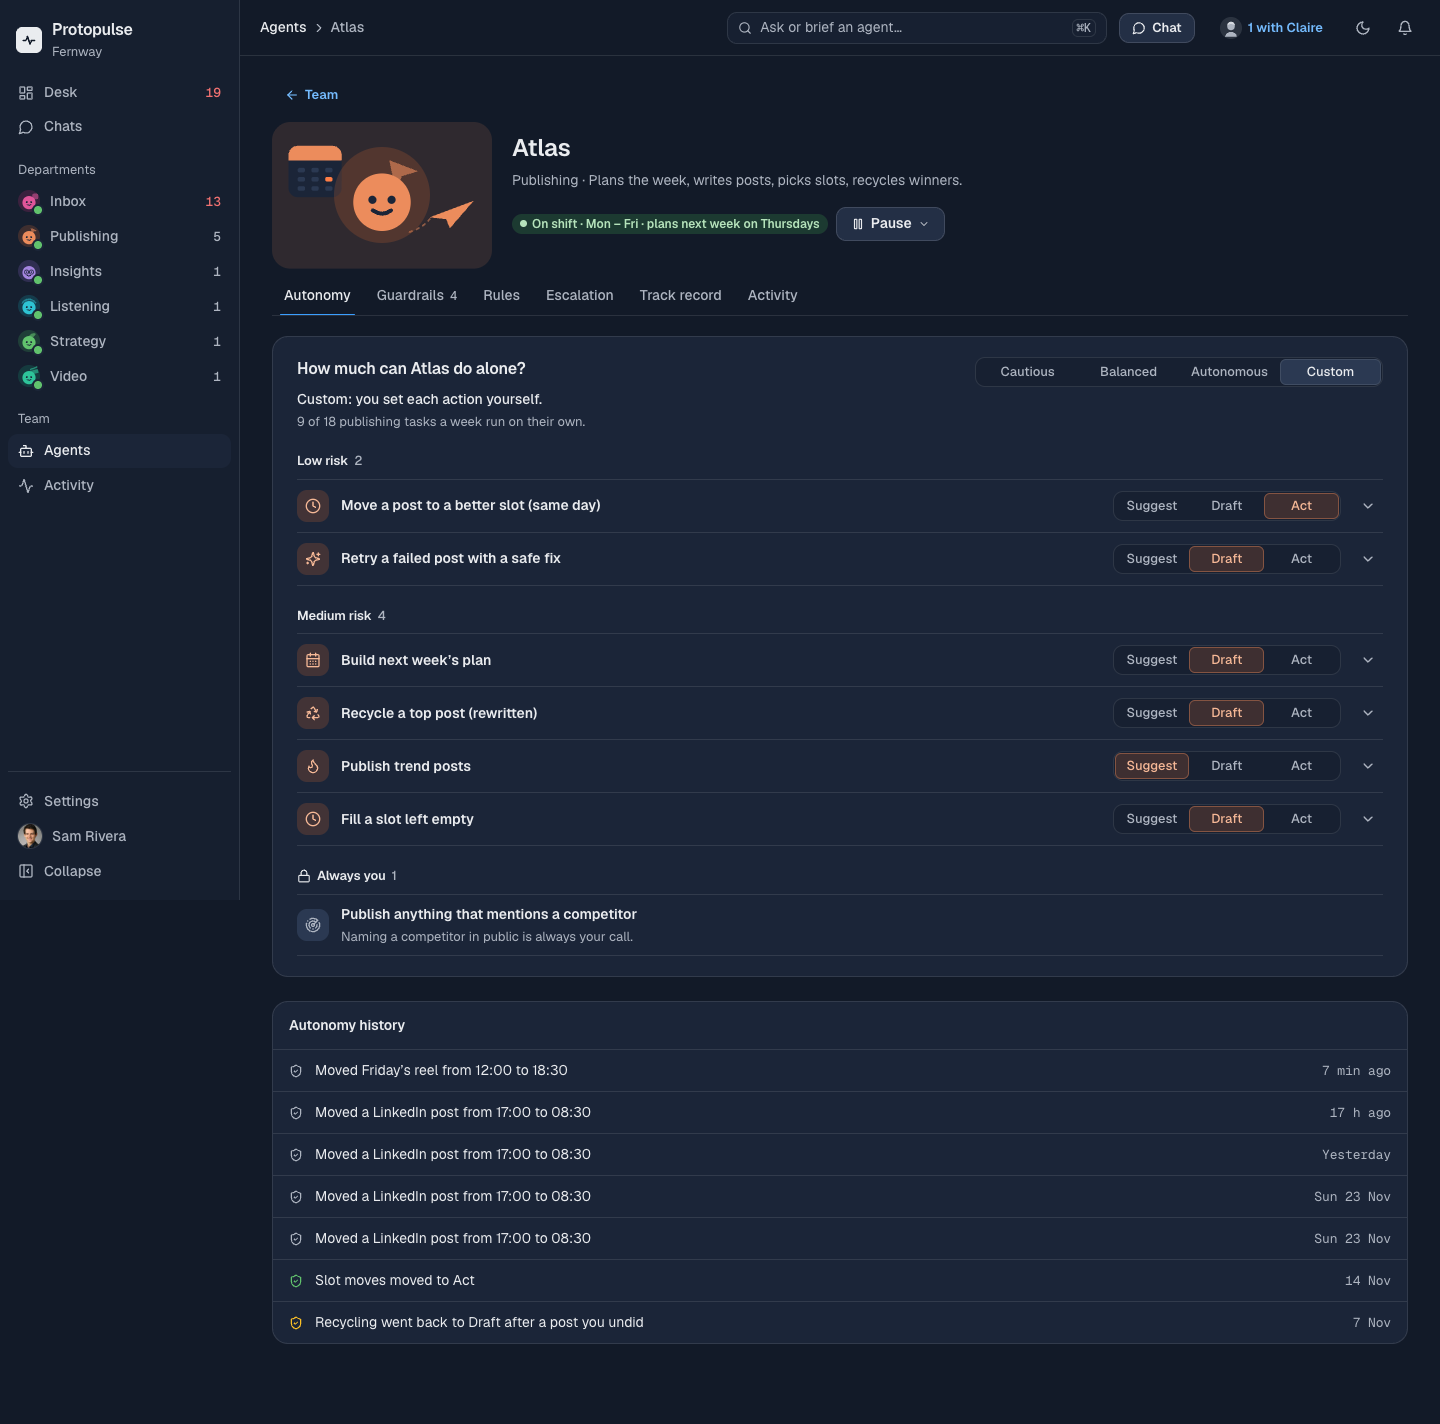 Protopulse
Fernway
Desk 19
Chats
Departments
Inbox 13
Publishing 5
Insights 1
Listening 1
Strategy 1
Video 1
Team
Agents
Activity
Settings
Sam Rivera
Collapse
Agents > Atlas
Ask or brief an agent…
⌘K
Chat
1 with Claire
Team
Atlas
Publishing · Plans the week, writes posts, picks slots, recycles winners.
On shift · Mon – Fri · plans next week on Thursdays
Pause
Autonomy Guardrails 4 Rules Escalation Track record Activity
How much can Atlas do alone?
Cautious Balanced Autonomous Custom
Custom: you set each action yourself.
9 of 18 publishing tasks a week run on their own.
Low risk 2
Move a post to a better slot (same day) Suggest Draft Act
Retry a failed post with a safe fix Suggest Draft Act
Medium risk 4
Build next week’s plan Suggest Draft Act
Recycle a top post (rewritten) Suggest Draft Act
Publish trend posts Suggest Draft Act
Fill a slot left empty Suggest Draft Act
Always you 1
Publish anything that mentions a competitor
Naming a competitor in public is always your call.
Autonomy history
Moved Friday’s reel from 12:00 to 18:30 7 min ago
Moved a LinkedIn post from 17:00 to 08:30 17 h ago
Moved a LinkedIn post from 17:00 to 08:30 Yesterday
Moved a LinkedIn post from 17:00 to 08:30 Sun 23 Nov
Moved a LinkedIn post from 17:00 to 08:30 Sun 23 Nov
Slot moves moved to Act 14 Nov
Recycling went back to Draft after a post you undid 7 Nov